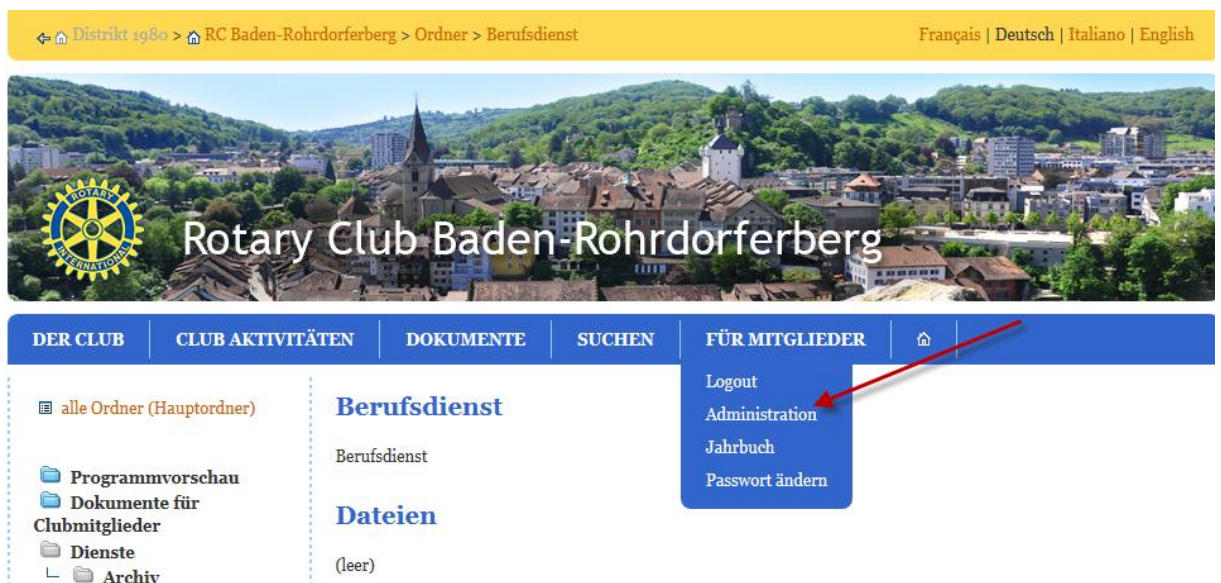 Distrikt 1980 > RC Baden-Rohrdorferberg > Ordner > Berufsdienst
Français | Deutsch | Italiano | English
ROTARY
INTERNATIONAL
Rotary Club Baden-Rohrdorferberg
DER CLUB
CLUB AKTIVITÄTEN
DOKUMENTE
SUCHEN
FÜR MITGLIEDER
Logout
Administration
Jahrbuch
Passwort ändern
alle Ordner (Hauptordner)
Programmvorschau
Dokumente für
Clubmitglieder
Dienste
Archiv
Berufsdienst
Berufsdienst
Dateien
(leer)